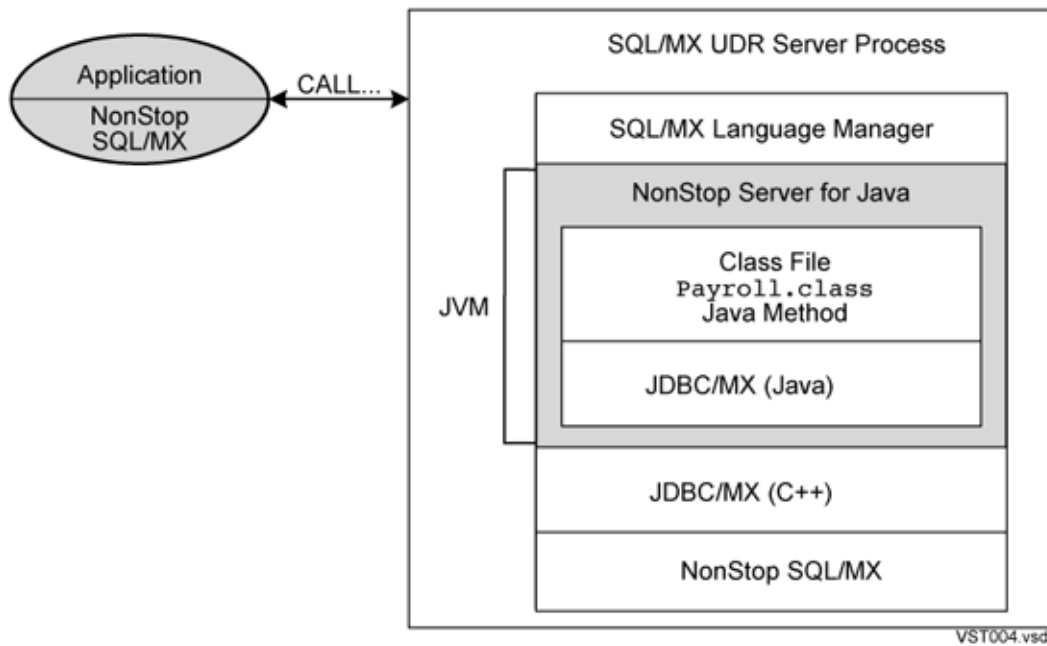 Application
NonStop
SQL/MX
CALL...
SQL/MX UDR Server Process
SQL/MX Language Manager
NonStop Server for Java
Class File
Payroll.class
Java Method
JVM
JDBC/MX (Java)
JDBC/MX (C++)
NonStop SQL/MX
VST004.vsd